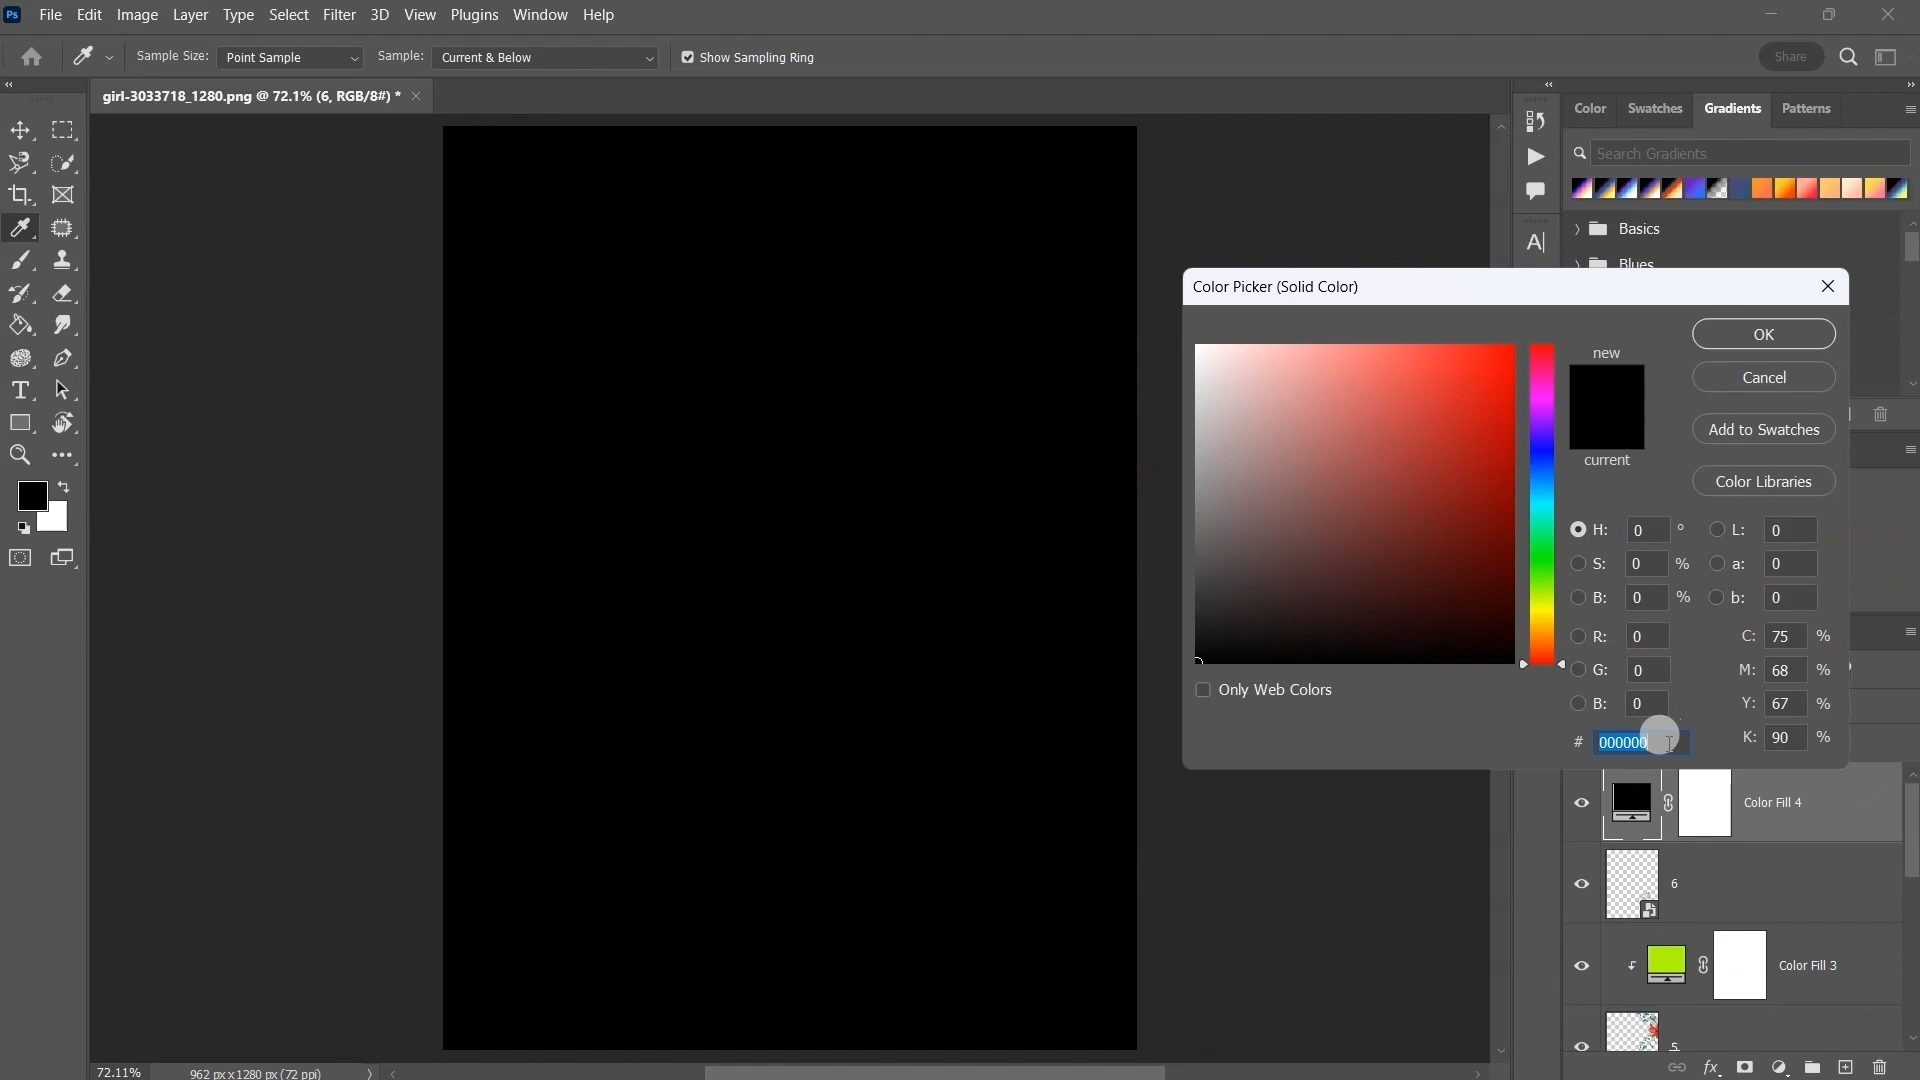 Ps File Edit Image Layer Type Select Filter 3D View Plugins Window Help
Sample Size: Point Sample Sample: Current & Below Show Sampling Ring Share
girl-3033718_1280.png @ 72.1% (6, RGB/8#) * ×
Color Swatches Gradients Patterns
Search Gradients
Basics
Blues
Color Picker (Solid Color)
new
current
OK
Cancel
Add to Swatches
Color Libraries
H: 0 ° L: 0
S: 0 % a: 0
B: 0 % b: 0
R: 0 C: 75 %
G: 0 M: 68 %
B: 0 Y: 67 %
# 000000 K: 90 %
Only Web Colors
Color Fill 4
6
Color Fill 3
5
72.11% 962 px x 1280 px (72 ppi)